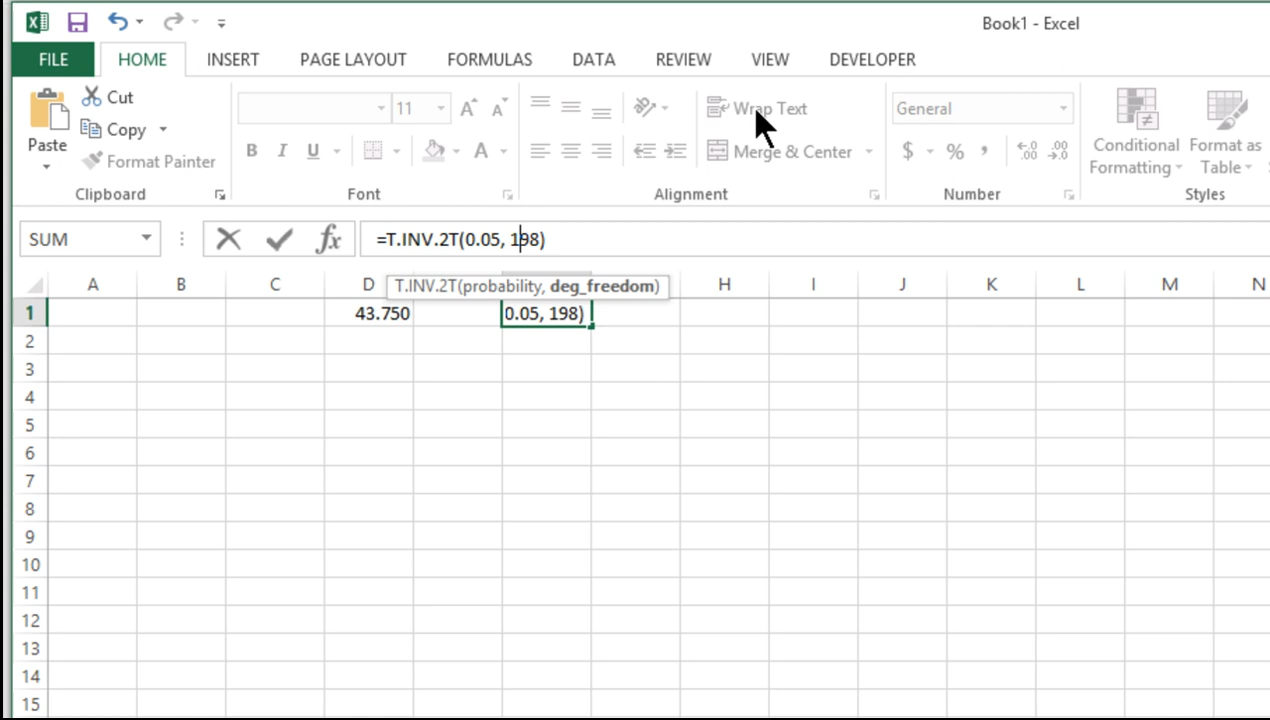 Book1 - Excel
FILE HOME INSERT PAGE LAYOUT FORMULAS DATA REVIEW VIEW DEVELOPER
Cut
Copy
Format Painter
Paste
Clipboard
11
B I U A
Font
Wrap Text
Merge & Center
Alignment
General
$ % ,
Number
Conditional Formatting
Format as Table
Styles
SUM fx =T.INV.2T(0.05, 198)
T.INV.2T(probability, deg_freedom)
A B C D H I J K L M N
1 43.750 0.05, 198)
2
3
4
5
6
7
8
9
10
11
12
13
14
15